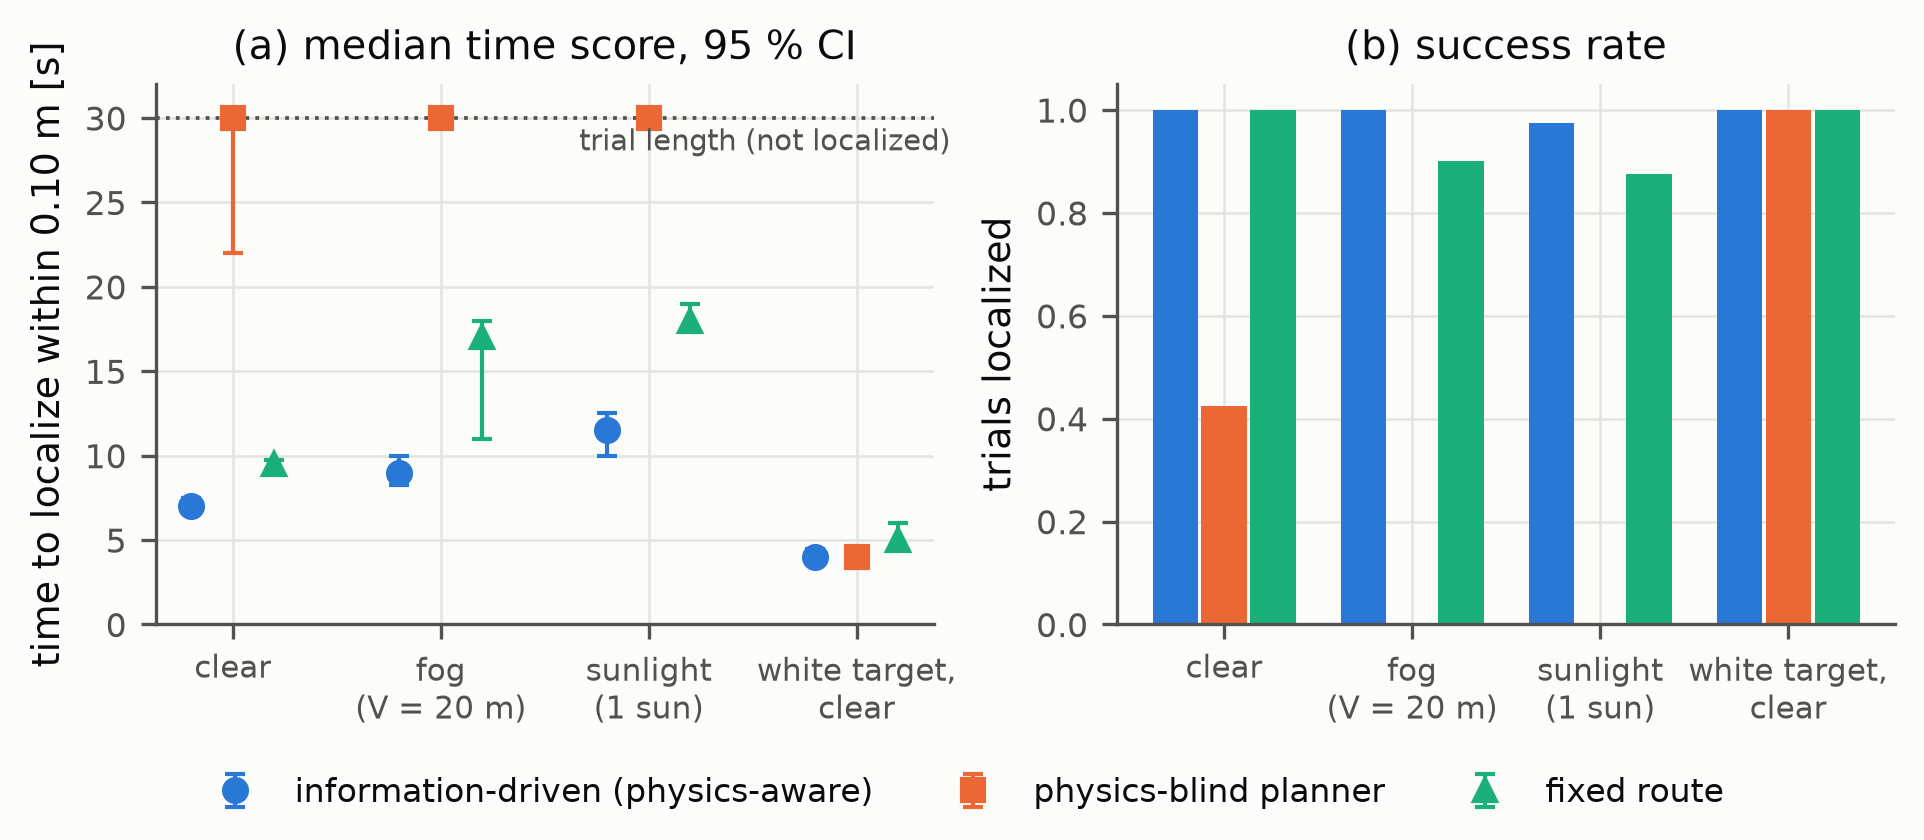 (a) median time score, 95 % CI
time to localize within 0.10 m [s]
30
25
20
15
10
5
0
trial length (not localized)
clear
fog
(V = 20 m)
sunlight
(1 sun)
white target,
clear
(b) success rate
trials localized
1.0
0.8
0.6
0.4
0.2
0.0
clear
fog
(V = 20 m)
sunlight
(1 sun)
white target,
clear
information-driven (physics-aware)
physics-blind planner
fixed route